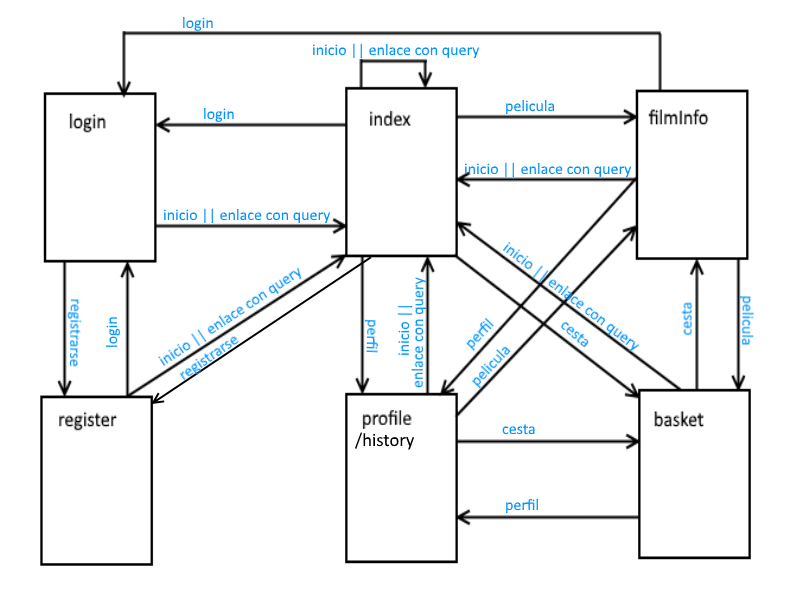 login
inicio || enlace con query
login
index
filmInfo
login
pelicula
inicio || enlace con query
inicio || enlace con query
inicio || enlace con query
registrarse
login
inicio || enlace con query
registrarse
perfil
inicio ||
enlace con query
perfil
pelicula
cesta
cesta
pelicula
register
profile
/history
basket
cesta
perfil